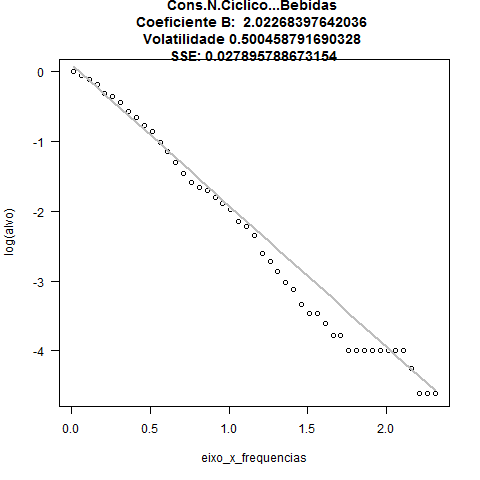 Cons.N.Ciclico...Bebidas
Coeficiente B:  2.02268397642036
Volatilidade 0.500458791690328
SSE: 0.027895788673154
0
-1
-2
-3
-4
log(alvo)
0.0
0.5
1.0
1.5
2.0
eixo_x_frequencias